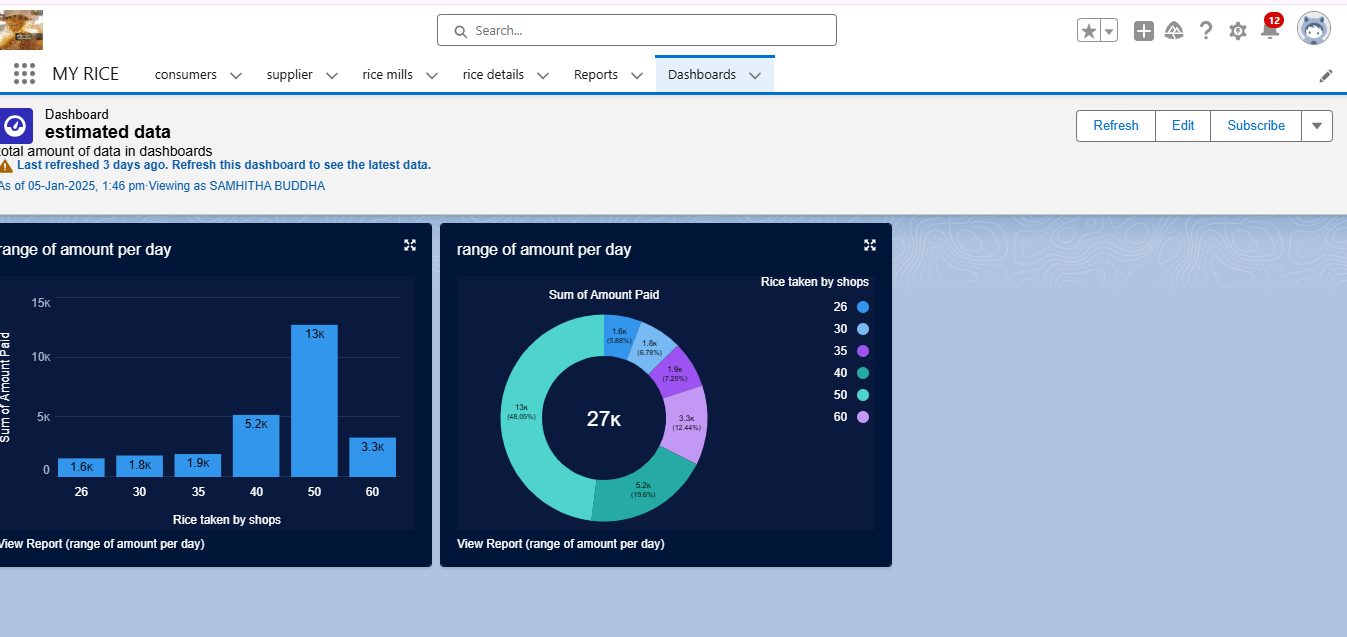 Search...
12
MY RICE
consumers
supplier
rice mills
rice details
Reports
Dashboards
Dashboard
estimated data
total amount of data in dashboards
Last refreshed 3 days ago. Refresh this dashboard to see the latest data.
As of 05-Jan-2025, 1:46 pm·Viewing as SAMHITHA BUDDHA
Refresh
Edit
Subscribe
range of amount per day
Sum of Amount Paid
15K
10K
5K
0
1.6K
1.8K
1.9K
5.2K
13K
3.3K
26
30
35
40
50
60
Rice taken by shops
View Report (range of amount per day)
range of amount per day
Sum of Amount Paid
1.6K
(5.88%)
1.8K
(6.78%)
1.9K
(7.25%)
3.3K
(12.44%)
5.2K
(19.6%)
13K
(48.05%)
27K
Rice taken by shops
26
30
35
40
50
60
View Report (range of amount per day)